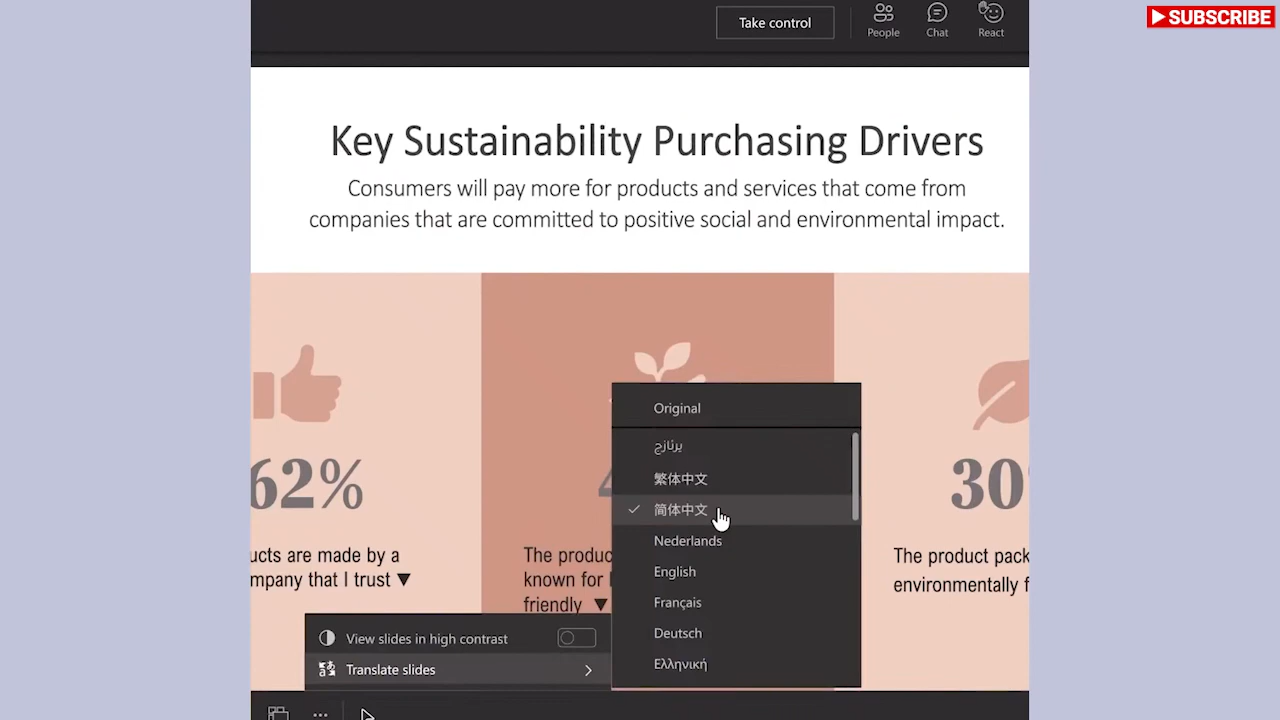 SUBSCRIBE
Take control
People
Chat
React
Key Sustainability Purchasing Drivers
Consumers will pay more for products and services that come from
companies that are committed to positive social and environmental impact.
62%
30
ucts are made by a
mpany that I trust ▼
The produc
known for
friendly ▼
The product pack
environmentally f
Original
繁体中文
简体中文
Nederlands
English
Français
Deutsch
Ελληνική
View slides in high contrast
Translate slides